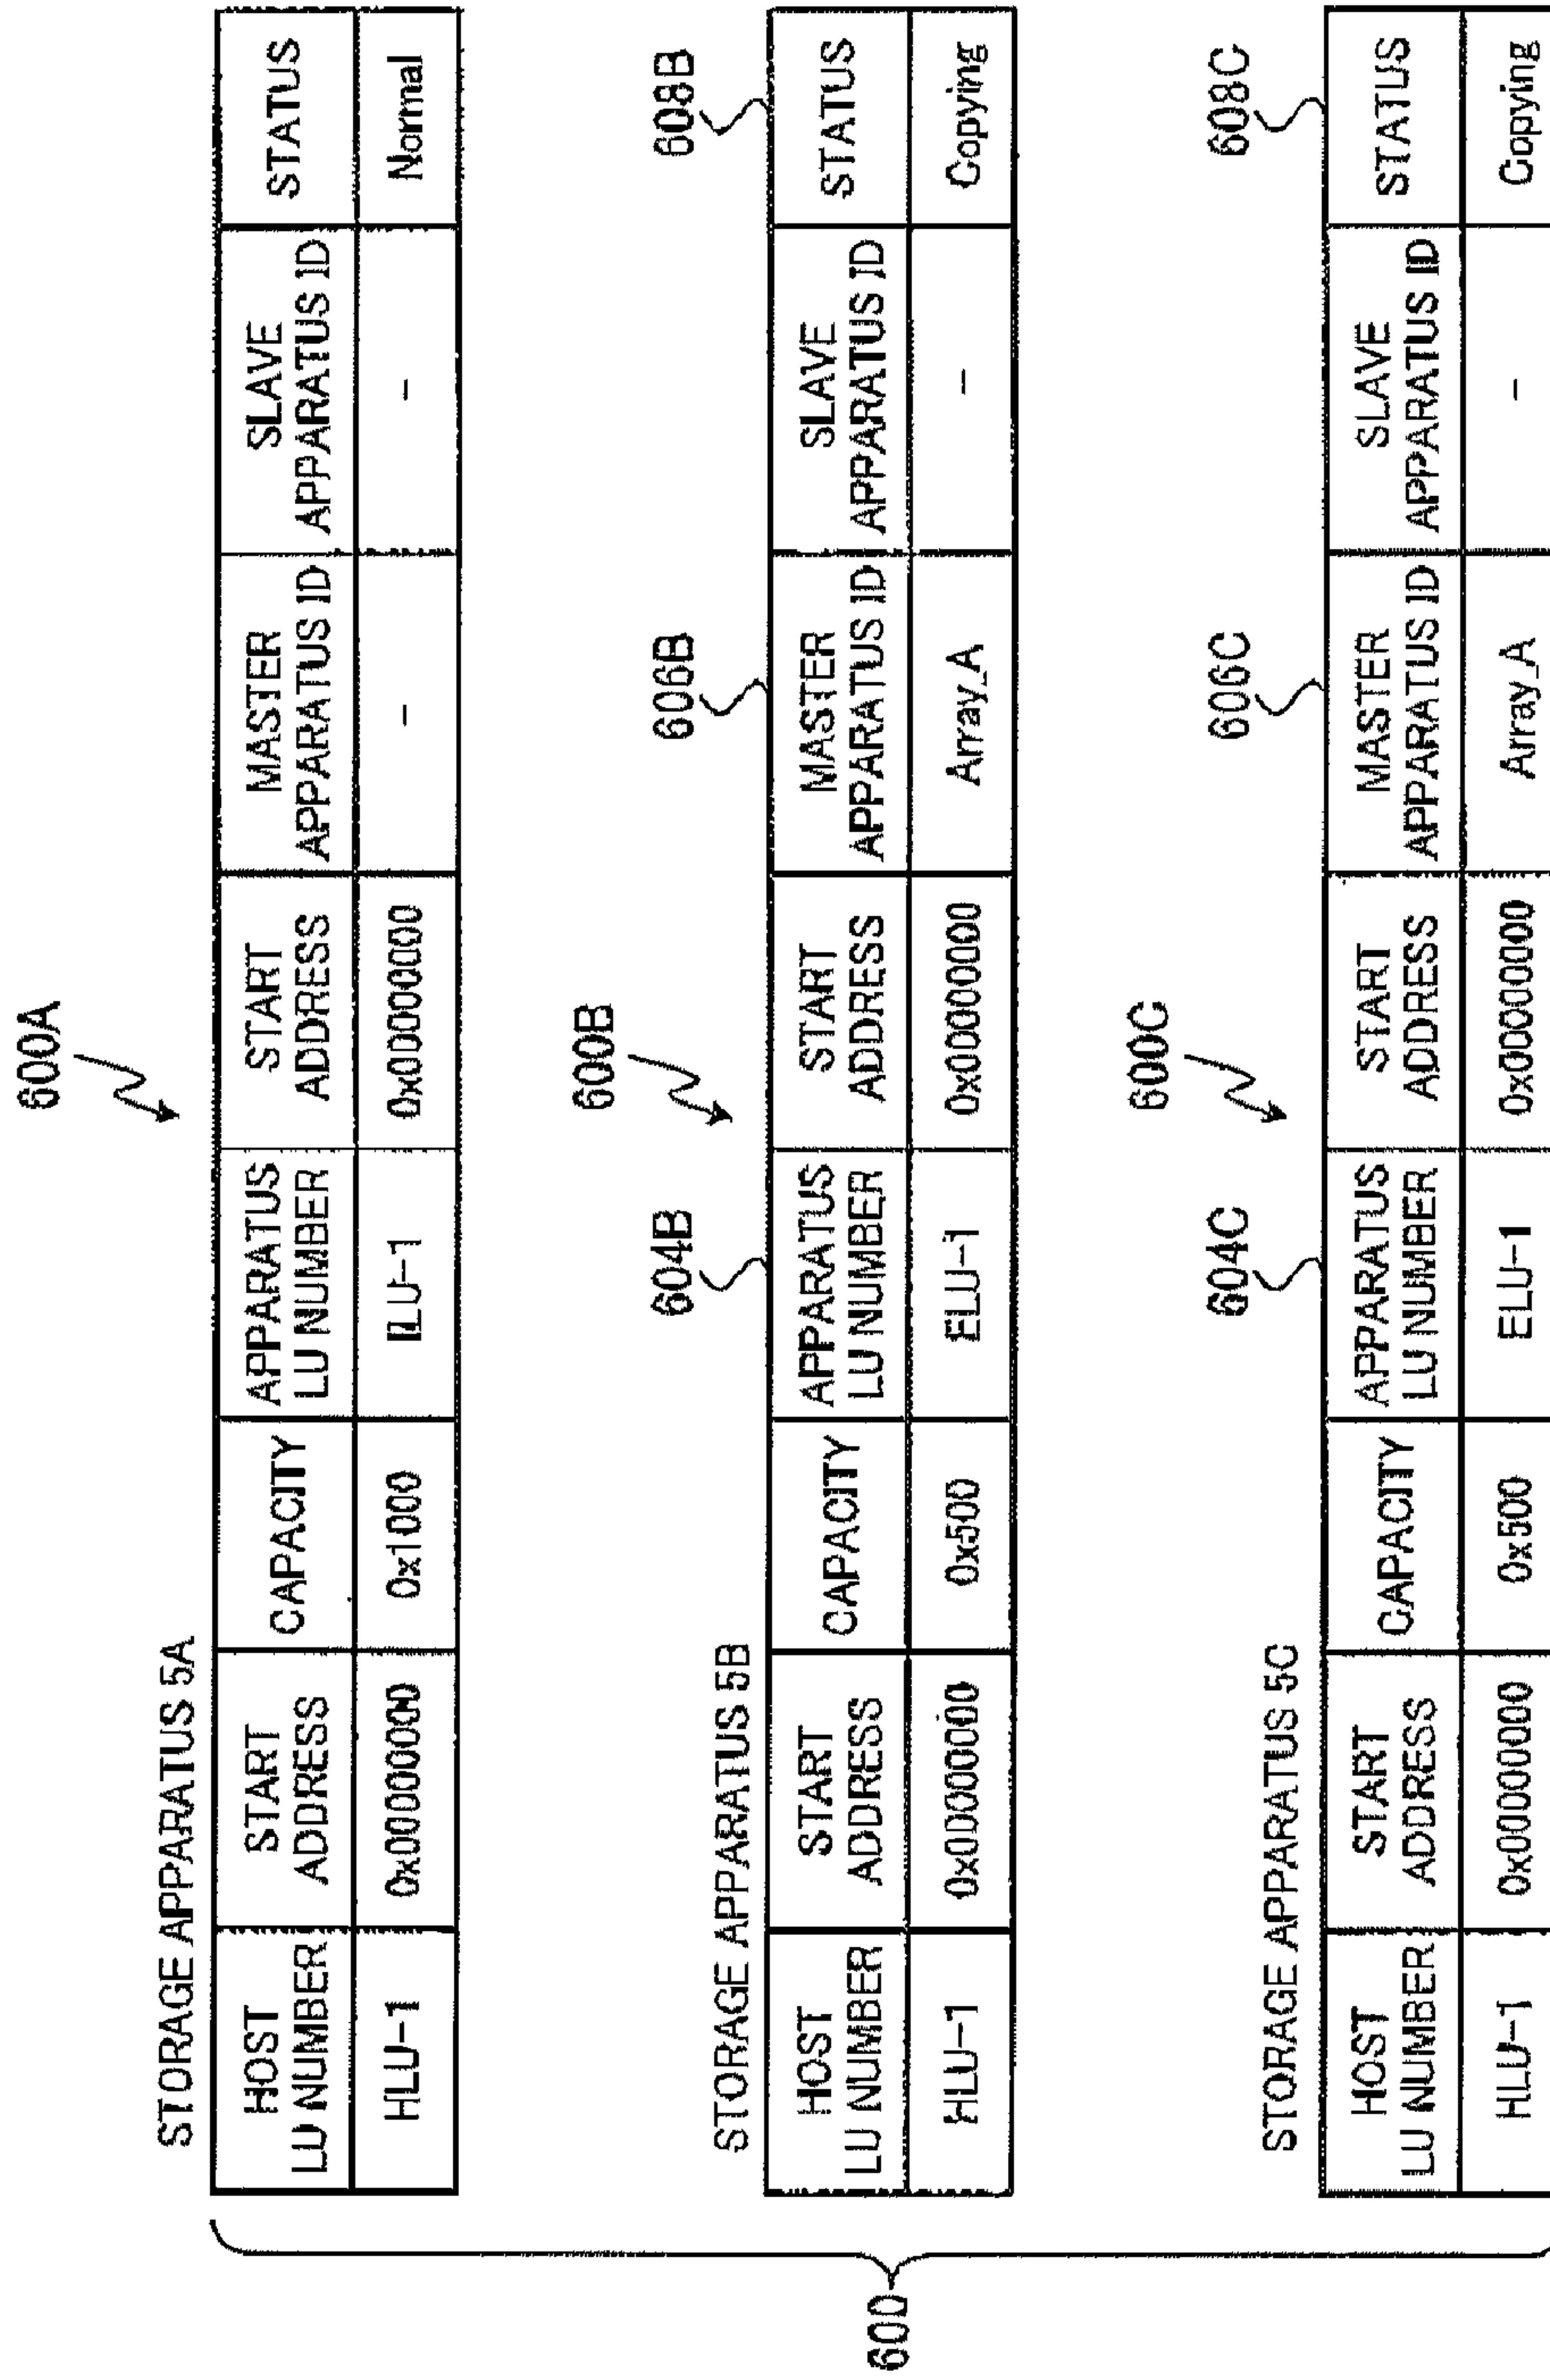 600A
STORAGE APPARATUS 5A
HOST LU NUMBER | START ADDRESS | CAPACITY | APPARATUS LU NUMBER | START ADDRESS | MASTER APPARATUS ID | SLAVE APPARATUS ID | STATUS
HLU-1 | 0x00000000 | 0x1000 | ILU-1 | 0x00000000 | - | - | Normal
600B
STORAGE APPARATUS 5B
604B 606B 608B
HOST LU NUMBER | START ADDRESS | CAPACITY | APPARATUS LU NUMBER | START ADDRESS | MASTER APPARATUS ID | SLAVE APPARATUS ID | STATUS
HLU-1 | 0x00000000 | 0x500 | ELU-1 | 0x00000000 | Array_A | - | Copying
600C
STORAGE APPARATUS 5C
604C 606C 608C
HOST LU NUMBER | START ADDRESS | CAPACITY | APPARATUS LU NUMBER | START ADDRESS | MASTER APPARATUS ID | SLAVE APPARATUS ID | STATUS
HLU-1 | 0x00000000 | 0x500 | ELU-1 | 0x00000000 | Array_A | - | Copying
600